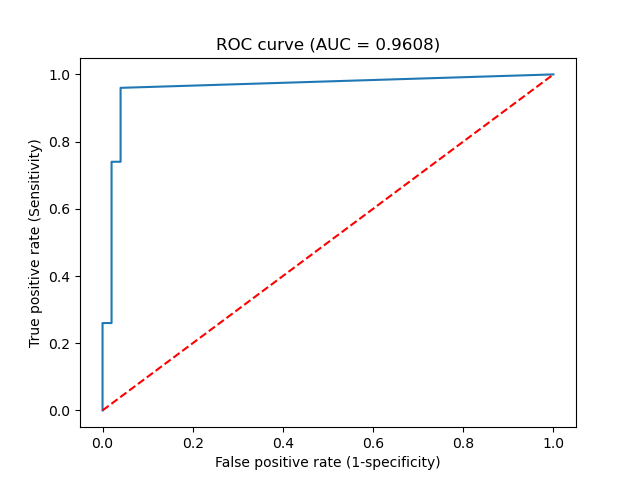 ROC curve (AUC = 0.9608)
1.0
0.8
0.6
0.4
0.2
0.0
True positive rate (Sensitivity)
0.0 0.2 0.4 0.6 0.8 1.0
False positive rate (1-specificity)